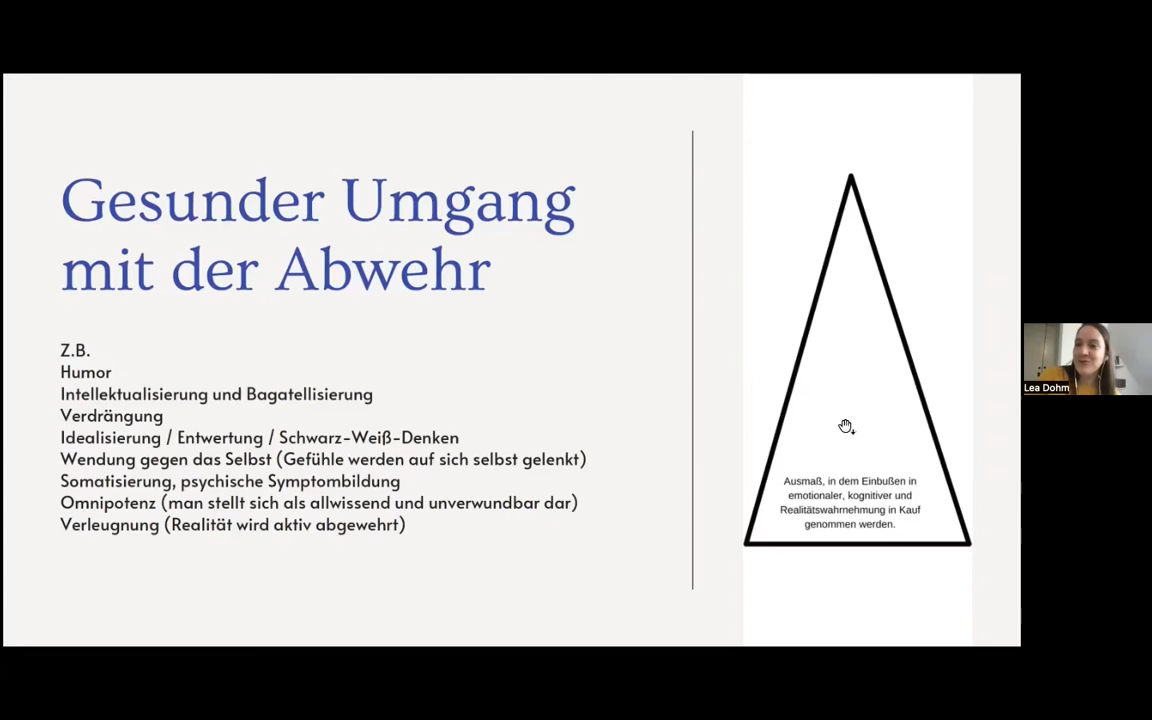 Gesunder Umgang
mit der Abwehr
Z.B.
Humor
Intellektualisierung und Bagatellisierung
Verdrängung
Idealisierung / Entwertung / Schwarz-Weiß-Denken
Wendung gegen das Selbst (Gefühle werden auf sich selbst gelenkt)
Somatisierung, psychische Symptombildung
Omnipotenz (man stellt sich als allwissend und unverwundbar dar)
Verleugnung (Realität wird aktiv abgewehrt)
Ausmaß, in dem Einbußen in
emotionaler, kognitiver und
Realitätswahrnehmung in Kauf
genommen werden.
Lea Dohm